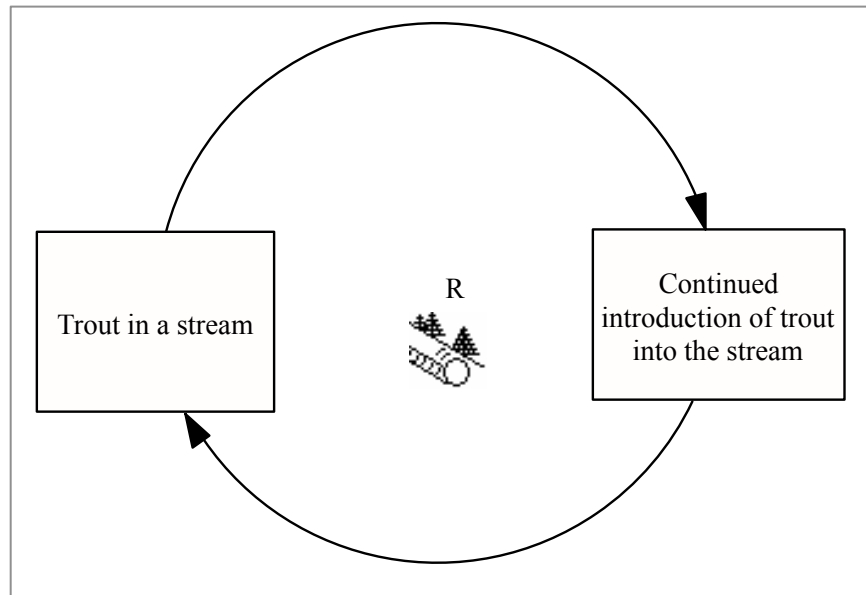 Trout in a stream
R
Continued
introduction of trout
into the stream